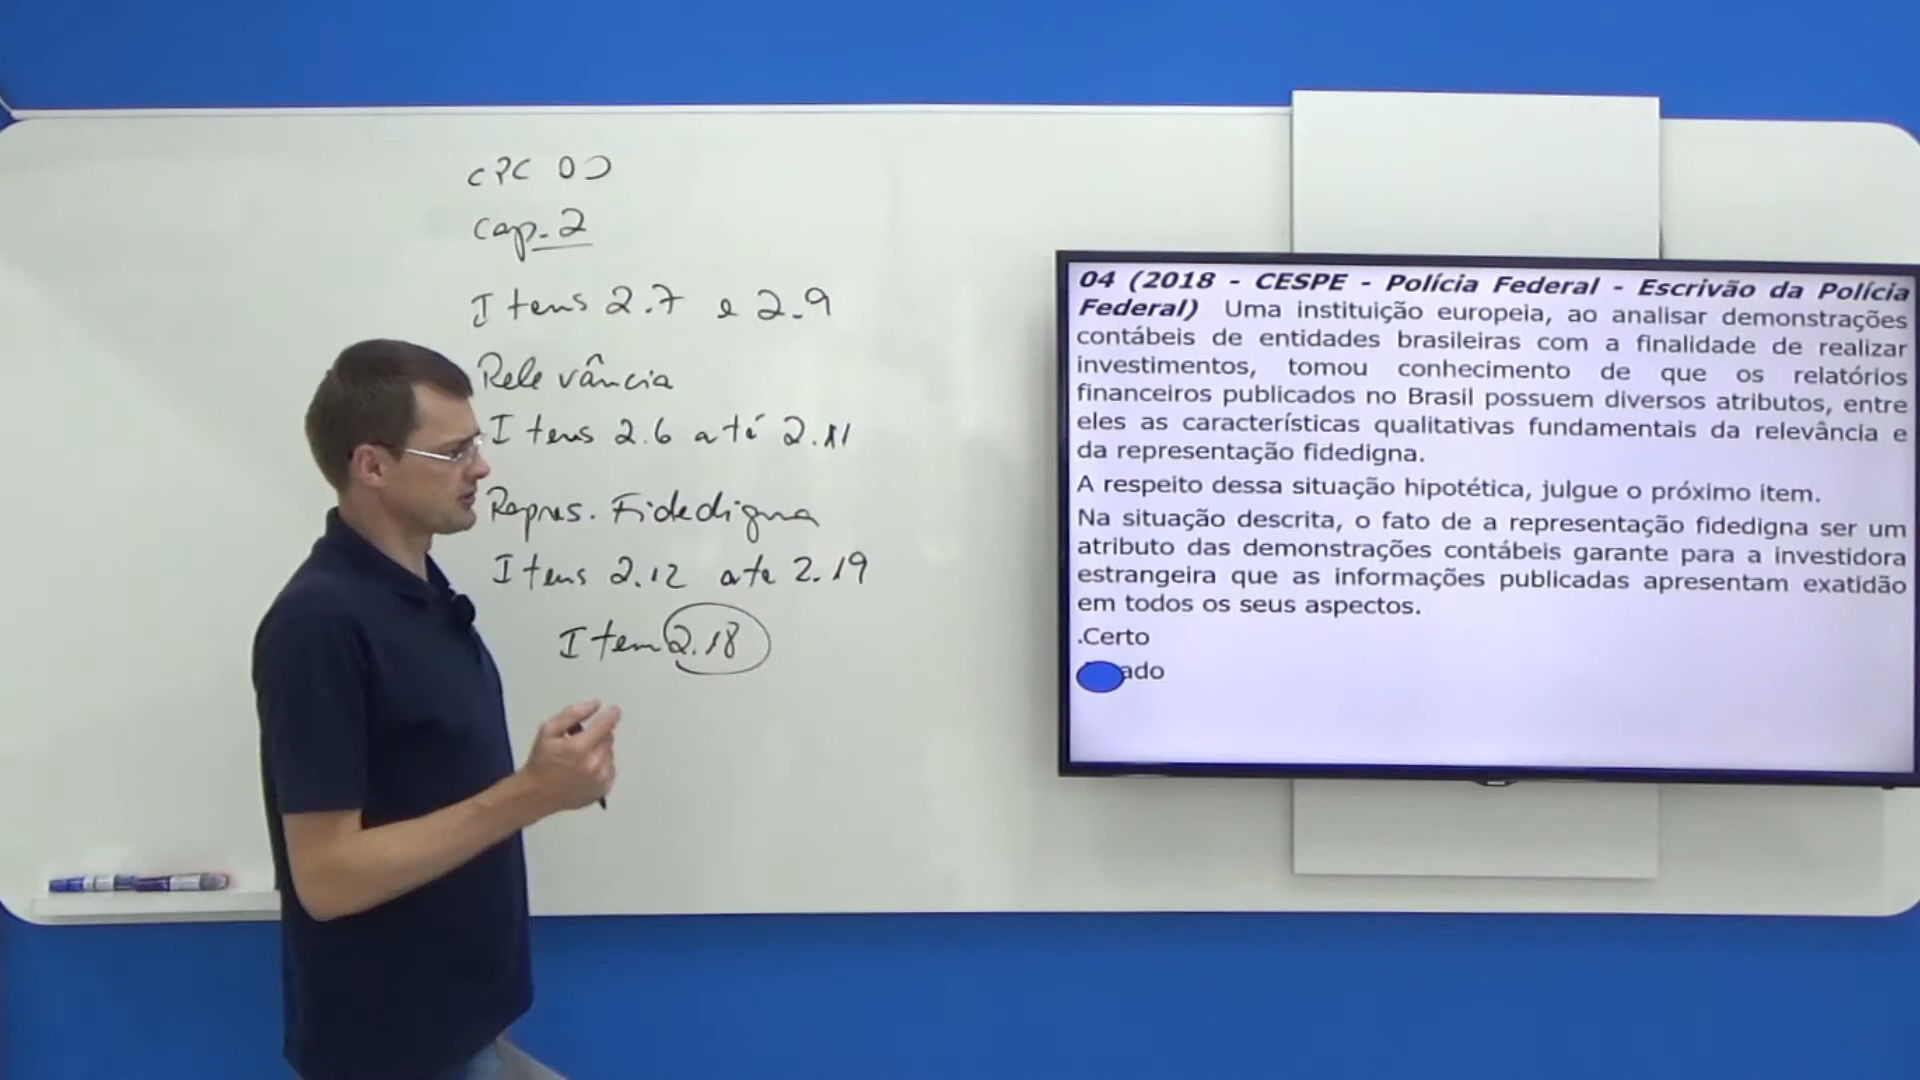 CPC 00
Cap. 2
Itens 2.7 e 2.9
Relevância
Itens 2.6 até 2.11
Repres. Fidedigna
Itens 2.12 ate 2.19
Item 2.18
04 (2018 - CESPE - Polícia Federal - Escrivão da Polícia
Federal) Uma instituição europeia, ao analisar demonstrações
contábeis de entidades brasileiras com a finalidade de realizar
investimentos, tomou conhecimento de que os relatórios
financeiros publicados no Brasil possuem diversos atributos, entre
eles as características qualitativas fundamentais da relevância e
da representação fidedigna.
A respeito dessa situação hipotética, julgue o próximo item.
Na situação descrita, o fato de a representação fidedigna ser um
atributo das demonstrações contábeis garante para a investidora
estrangeira que as informações publicadas apresentam exatidão
em todos os seus aspectos.
.Certo
ado